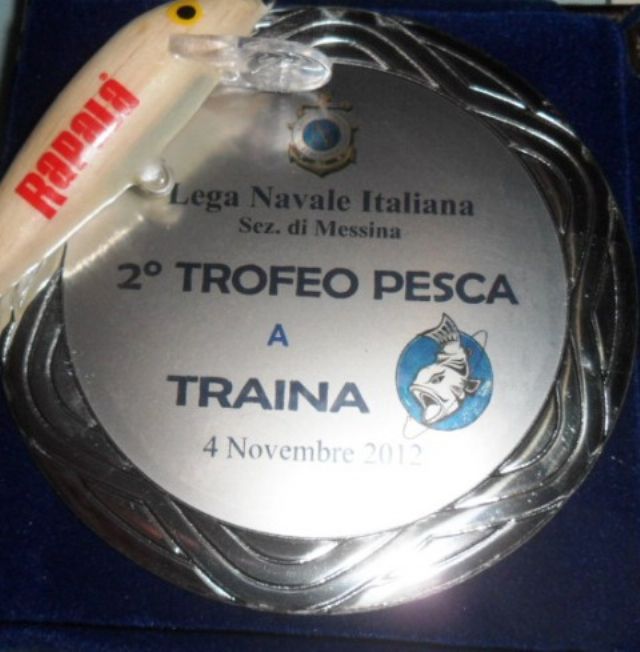 Rapala
Lega Navale Italiana
Sez. di Messina
2° TROFEO PESCA
A
TRAINA
4 Novembre 2012